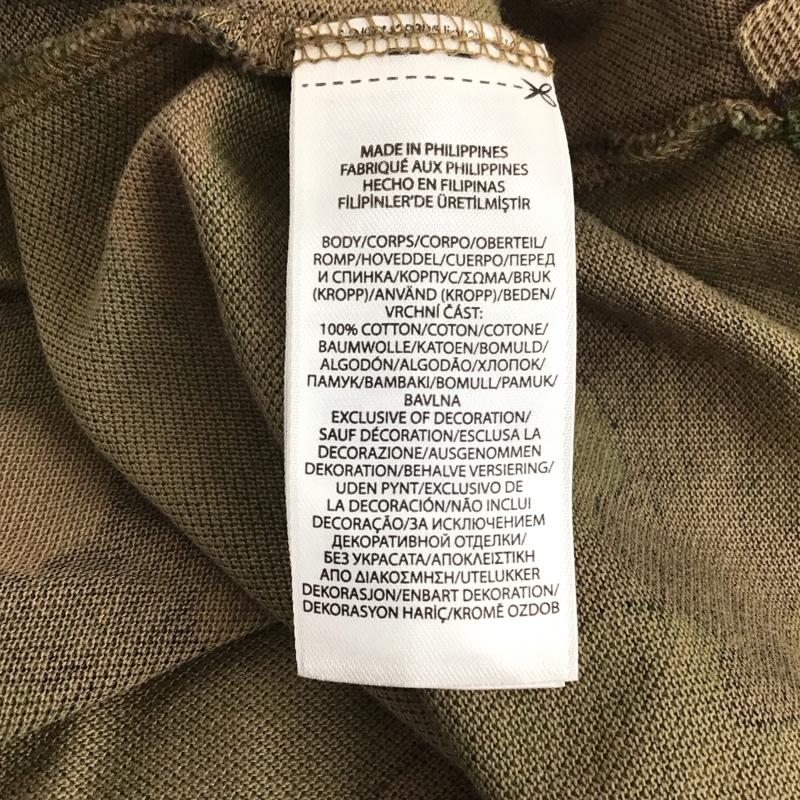 MADE IN PHILIPPINES
FABRIQUÉ AUX PHILIPPINES
HECHO EN FILIPINAS
FİLİPİNLER'DE ÜRETİLMİŞTİR
BODY/CORPS/CORPO/OBERTEIL/
ROMP/HOVEDDEL/CUERPO/ПЕРЕД
И СПИНКА/КОРПУС/ΣΩΜΑ/BRUK
(KROPP)/ANVÄND (KROPP)/BEDEN/
VRCHNÍ ČÁST:
100% COTTON/COTON/COTONE/
BAUMWOLLE/KATOEN/BOMULD/
ALGODÓN/ALGODÃO/ХЛОПОК/
ПАМУК/ΒΑΜΒΑΚΙ/BOMULL/PAMUK/
BAVLNA
EXCLUSIVE OF DECORATION/
SAUF DÉCORATION/ESCLUSA LA
DECORAZIONE/AUSGENOMMEN
DEKORATION/BEHALVE VERSIERING/
UDEN PYNT/EXCLUSIVO DE
LA DECORACIÓN/NÃO INCLUI
DECORAÇÃO/ЗА ИСКЛЮЧЕНИЕМ
ДЕКОРАТИВНОЙ ОТДЕЛКИ/
БЕЗ УКРАСАТА/ΑΠΟΚΛΕΙΣΤΙΚΗ
ΑΠΟ ΔΙΑΚΟΣΜΗΣΗ/UTELUKKER
DEKORASJON/ENBART DEKORATION/
DEKORASYON HARİÇ/KROMĚ OZDOB